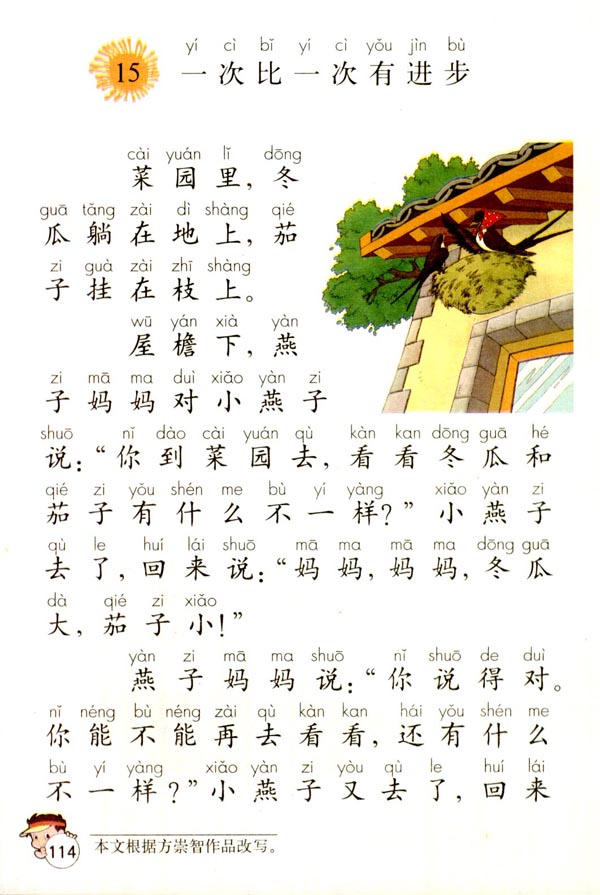 yí cì bǐ yí cì yǒu jìn bù
15 一次比一次有进步
cài yuán lǐ dōng
菜园里，冬
guā tǎng zài dì shàng qié
瓜躺在地上，茄
zi guà zài zhī shàng
子挂在枝上。
wū yán xià yàn
屋檐下，燕
zi mā ma duì xiǎo yàn zi
子妈妈对小燕子
shuō nǐ dào cài yuán qù kàn kan dōng guā hé
说：“你到菜园去，看看冬瓜和
qié zi yǒu shén me bù yí yàng xiǎo yàn zi
茄子有什么不一样？”小燕子
qù le huí lái shuō mā ma mā ma dōng guā
去了，回来说：“妈妈，妈妈，冬瓜
dà qié zi xiǎo
大，茄子小！”
yàn zi mā ma shuō nǐ shuō de duì
燕子妈妈说：“你说得对。
nǐ néng bù néng zài qù kàn kan hái yǒu shén me
你能不能再去看看，还有什么
bù yí yàng xiǎo yàn zi yòu qù le huí lái
不一样？”小燕子又去了，回来
114 本文根据方崇智作品改写。